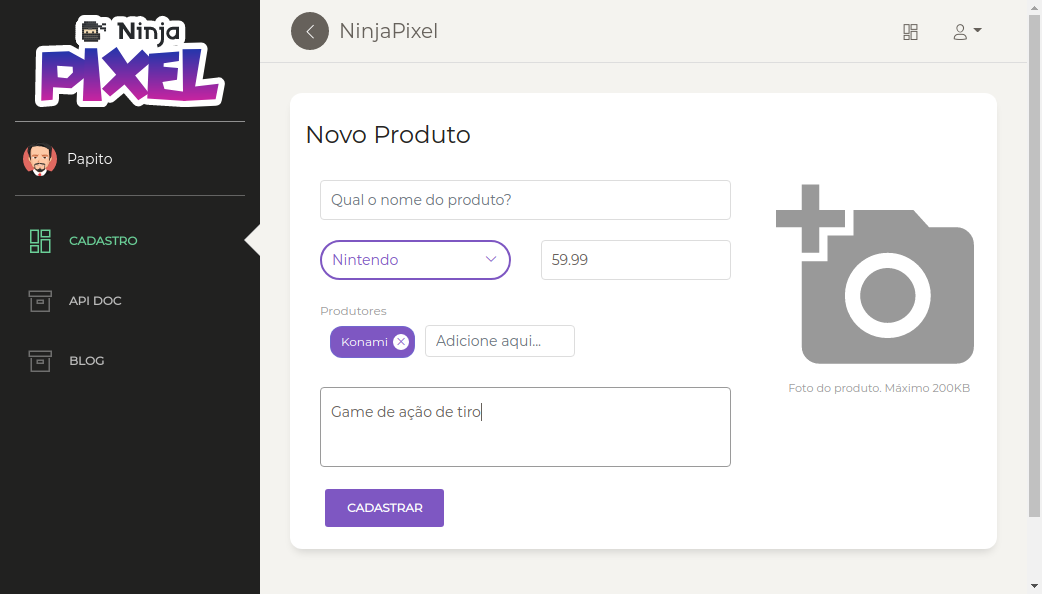 Ninja
PIXEL
NinjaPixel
Papito
CADASTRO
API DOC
BLOG
Novo Produto
Qual o nome do produto?
Nintendo
59.99
Produtores
Konami
Adicione aqui...
Foto do produto. Máximo 200KB
Game de ação de tiro
CADASTRAR